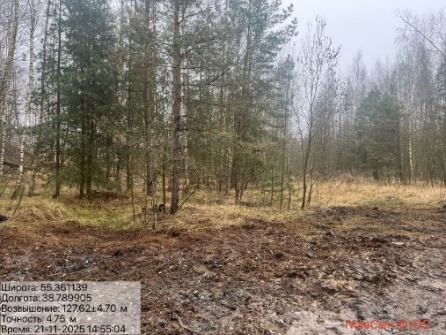 Широта: 55.361139
Долгота: 38.789905
Возвышение: 127.62±4.70 м
Точность: 4.75 м
Время: 21-11-2025 14:55:04